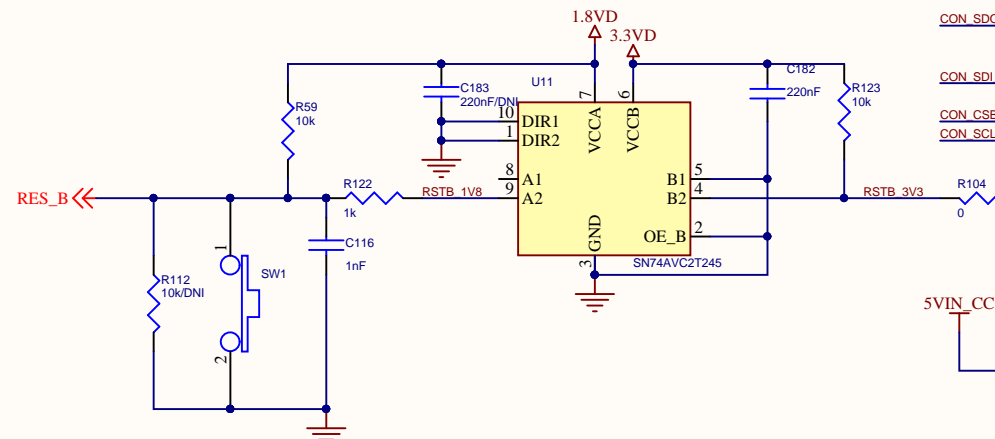 1.8VD
3.3VD
CON_SDO
C183
220nF/DNI
U11
C182
220nF
R59
10k
R123
10k
CON_SDI
CON_CSB
CON_SCL
7
VCCA
6
VCCB
10 DIR1
1 DIR2
8 A1
9 A2
B1 5
B2 4
OE_B 2
GND
3
SN74AVC2T245
RES_B
R122
1k
RSTB_1V8
RSTB_3V3
R104
0
C116
1nF
R112
10k/DNI
1
SW1
2
5VIN_CC